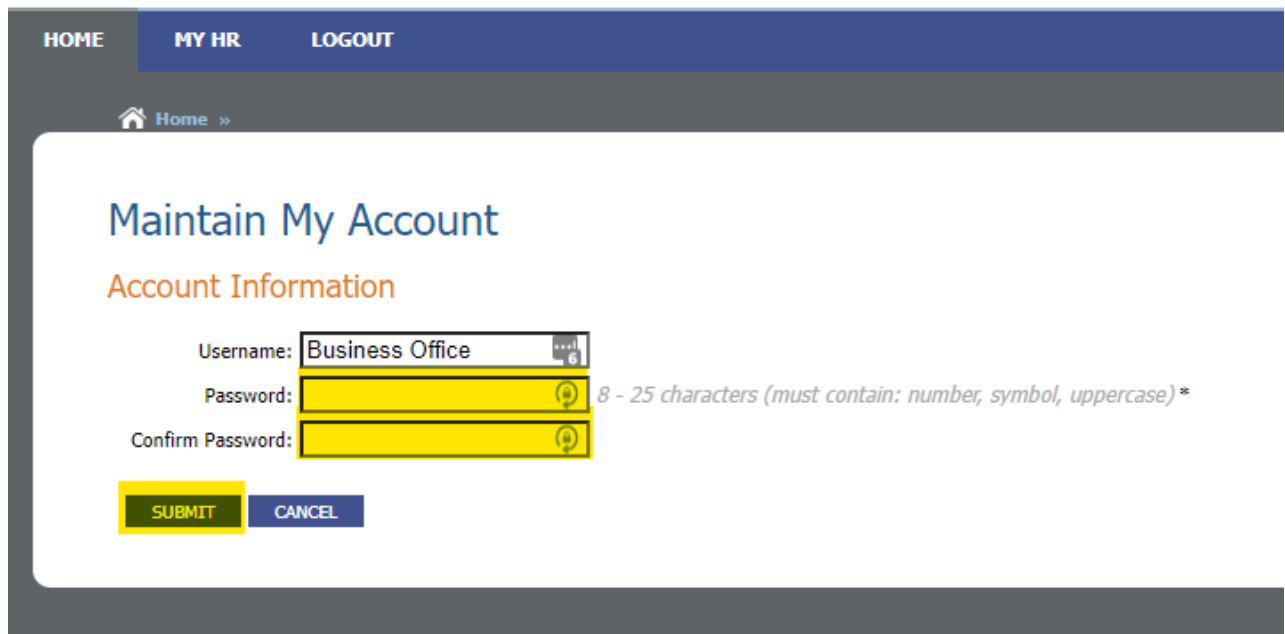 HOME MY HR LOGOUT
Home »
Maintain My Account
Account Information
Username: Business Office 6
Password: 8 - 25 characters (must contain: number, symbol, uppercase) *
Confirm Password:
SUBMIT CANCEL